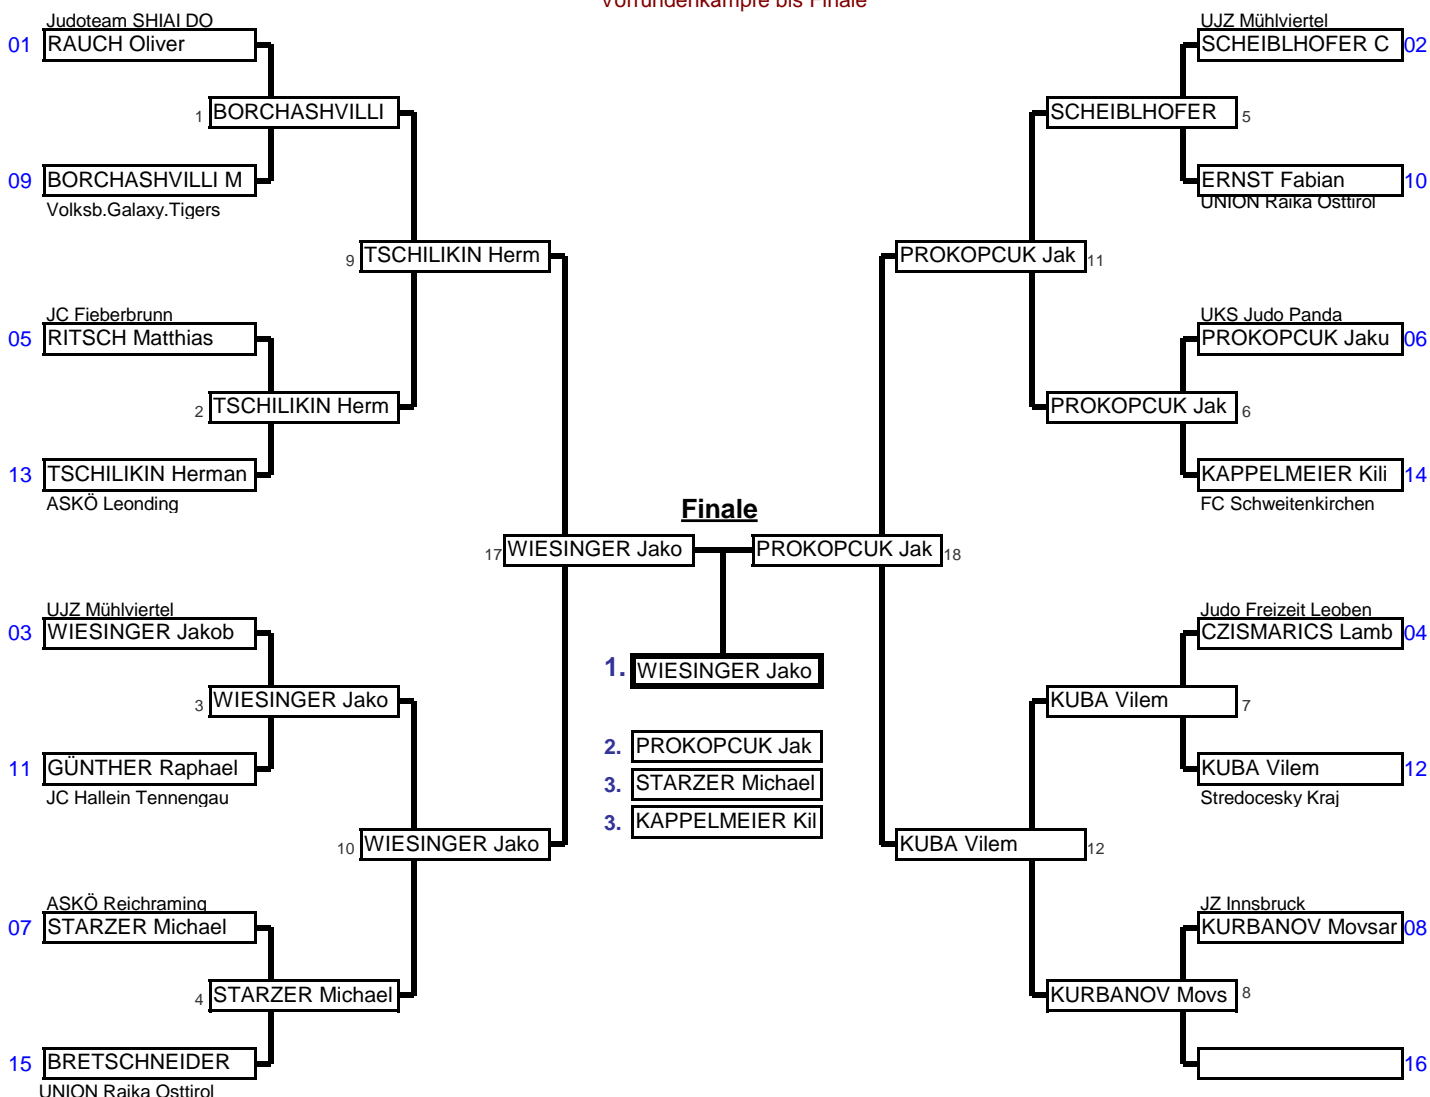 Vorrundenkämpfe bis Finale
Judoteam SHIAI DO
01 RAUCH Oliver
1 BORCHASHVILLI
09 BORCHASHVILLI M
Volksb.Galaxy.Tigers
9 TSCHILIKIN Herm
JC Fieberbrunn
05 RITSCH Matthias
2 TSCHILIKIN Herm
13 TSCHILIKIN Herman
ASKÖ Leonding
17 WIESINGER Jako
UJZ Mühlviertel
03 WIESINGER Jakob
3 WIESINGER Jako
11 GÜNTHER Raphael
JC Hallein Tennengau
10 WIESINGER Jako
ASKÖ Reichraming
07 STARZER Michael
4 STARZER Michael
15 BRETSCHNEIDER
UNION Raika Osttirol
Finale
1. WIESINGER Jako
2. PROKOPCUK Jak
3. STARZER Michael
3. KAPPELMEIER Kil
UJZ Mühlviertel
SCHEIBLHOFER C 02
SCHEIBLHOFER 5
ERNST Fabian 10
UNION Raika Osttirol
PROKOPCUK Jak 11
UKS Judo Panda
PROKOPCUK Jaku 06
PROKOPCUK Jak 6
KAPPELMEIER Kili 14
FC Schweitenkirchen
PROKOPCUK Jak 18
Judo Freizeit Leoben
CZISMARICS Lamb 04
KUBA Vilem 7
KUBA Vilem 12
Stredocesky Kraj
KUBA Vilem 12
JZ Innsbruck
KURBANOV Movsar 08
KURBANOV Movs 8
16